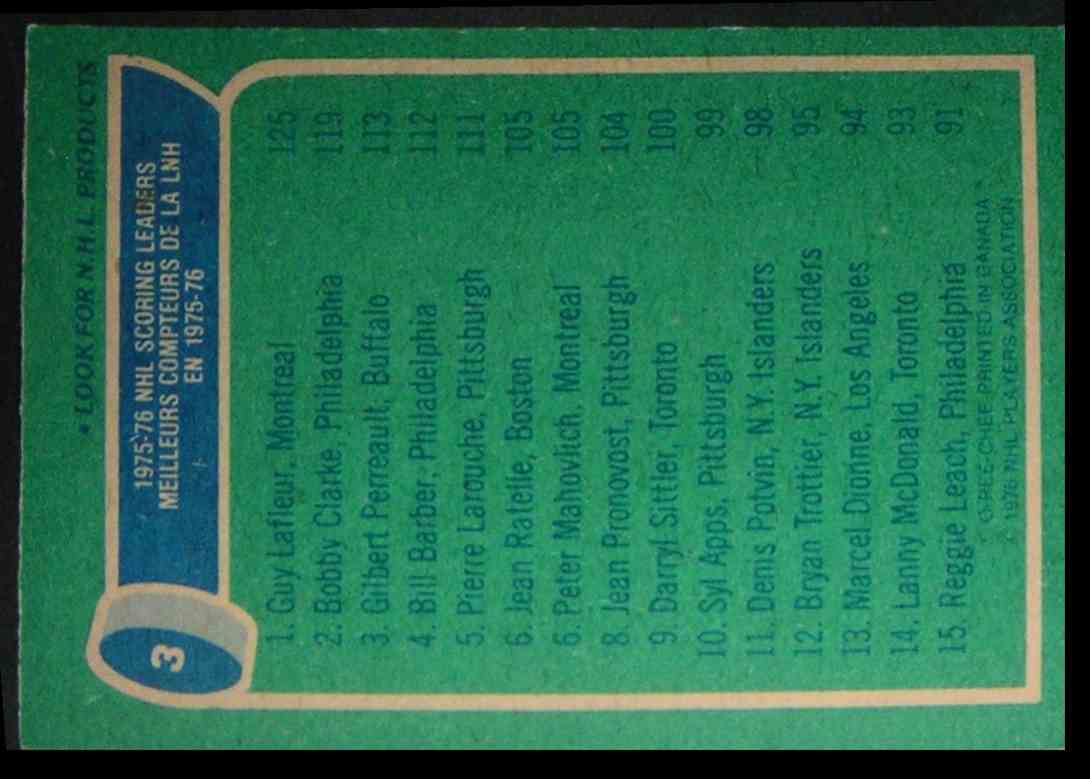 * LOOK FOR N.H.L. PRODUCTS
3
1975-76 NHL SCORING LEADERS
MEILLEURS COMPTEURS DE LA LNH
EN 1975-76
1. Guy Lafleur, Montreal 125
2. Bobby Clarke, Philadelphia 119
3. Gilbert Perreault, Buffalo 113
4. Bill Barber, Philadelphia 112
5. Pierre Larouche, Pittsburgh 111
6. Jean Ratelle, Boston 105
6. Peter Mahovlich, Montreal 105
8. Jean Pronovost, Pittsburgh 104
9. Darryl Sittler, Toronto 100
10. Syl Apps, Pittsburgh 99
11. Denis Potvin, N.Y. Islanders 98
12. Bryan Trottier, N.Y. Islanders 95
13. Marcel Dione, Los Angeles 94
14. Lanny McDonald, Toronto 93
15. Reggie Leach, Philadelphia 91
© O-PEE-CHEE PRINTED IN CANADA
© 1976 NHL PLAYERS ASSOCIATION